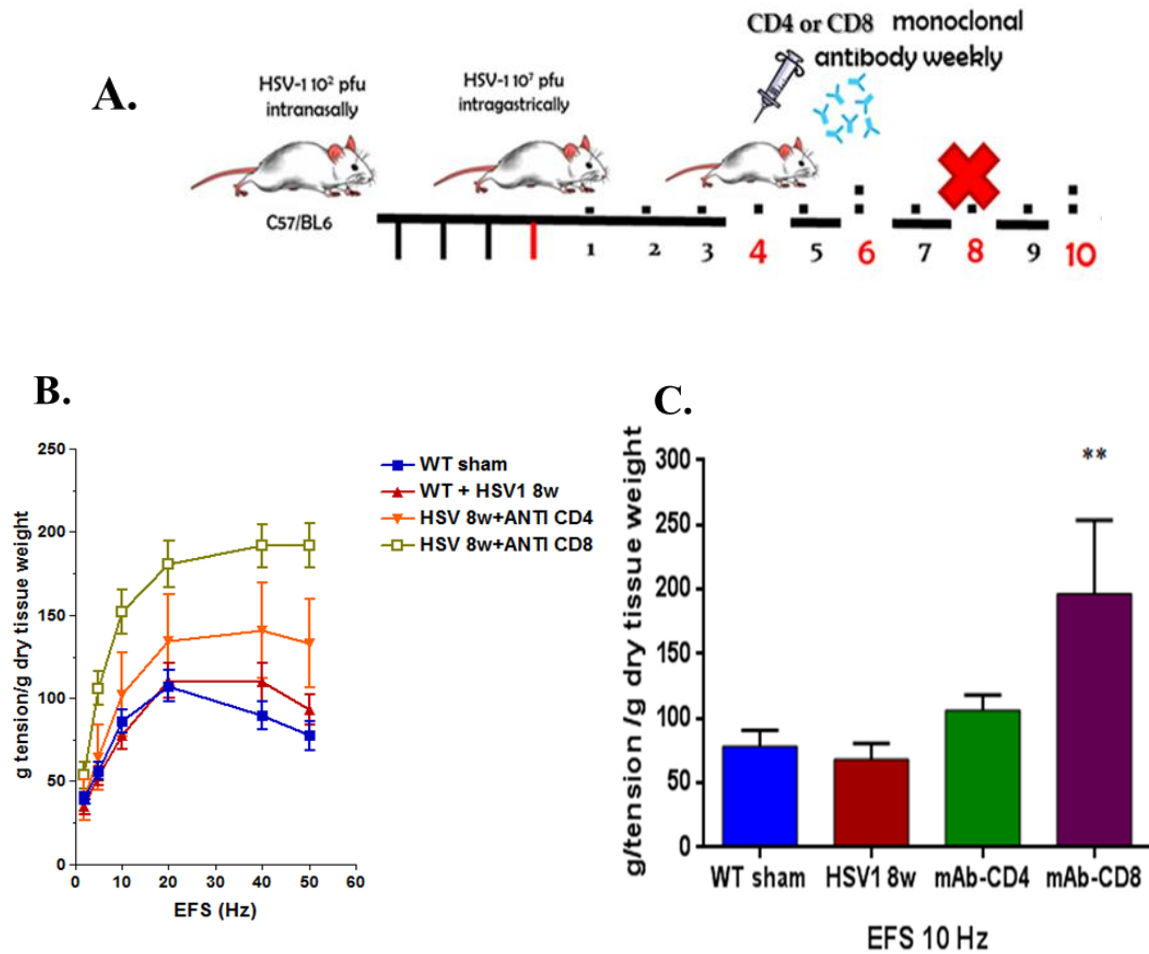 A.
HSV-1 10² pfu
intranasally
HSV-1 10⁷ pfu
intragastrically
CD4 or CD8 monoclonal
antibody weekly
C57/BL6
1 2 3 4 5 6 7 8 9 10
B.
g tension/g dry tissue weight
250
200
150
100
50
0
0 10 20 30 40 50 60
EFS (Hz)
WT sham
WT + HSV1 8w
HSV 8w+ANTI CD4
HSV 8w+ANTI CD8
C.
g/tension /g dry tissue weight
300
250
200
150
100
50
0
**
WT sham HSV1 8w mAb-CD4 mAb-CD8
EFS 10 Hz